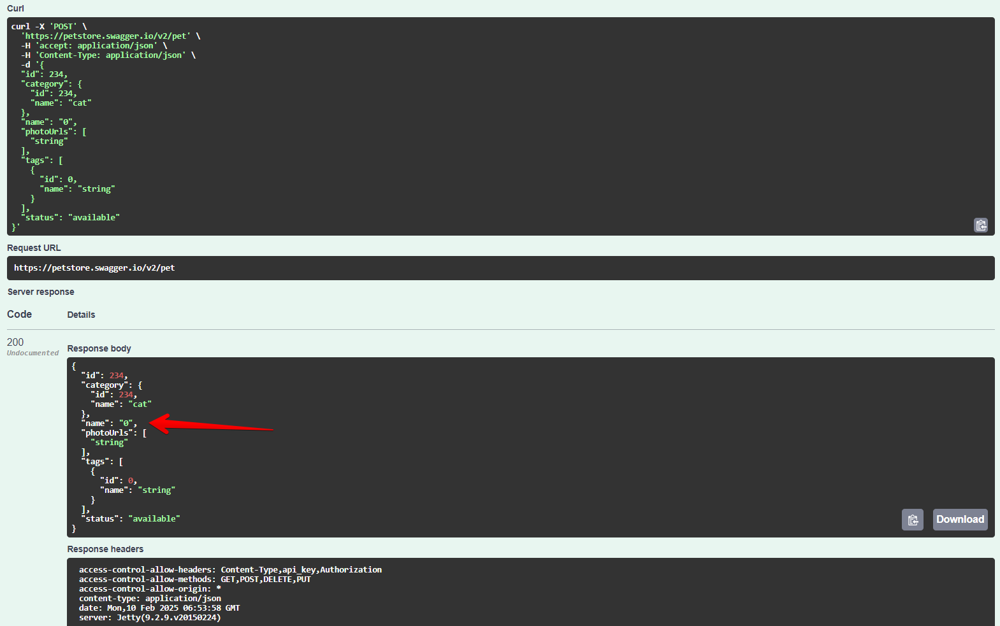 Curl
curl -X 'POST' \
  'https://petstore.swagger.io/v2/pet' \
  -H 'accept: application/json' \
  -H 'Content-Type: application/json' \
  -d '{
  "id": 234,
  "category": {
    "id": 234,
    "name": "cat"
  },
  "name": "0",
  "photoUrls": [
    "string"
  ],
  "tags": [
    {
      "id": 0,
      "name": "string"
    }
  ],
  "status": "available"
}'
Request URL
https://petstore.swagger.io/v2/pet
Server response
Code Details
200
Undocumented
Response body
{
  "id": 234,
  "category": {
    "id": 234,
    "name": "cat"
  },
  "name": "0",
  "photoUrls": [
    "string"
  ],
  "tags": [
    {
      "id": 0,
      "name": "string"
    }
  ],
  "status": "available"
}
Download
Response headers
access-control-allow-headers: Content-Type,api_key,Authorization
access-control-allow-methods: GET,POST,DELETE,PUT
access-control-allow-origin: *
content-type: application/json
date: Mon,10 Feb 2025 06:53:58 GMT
server: Jetty(9.2.9.v20150224)